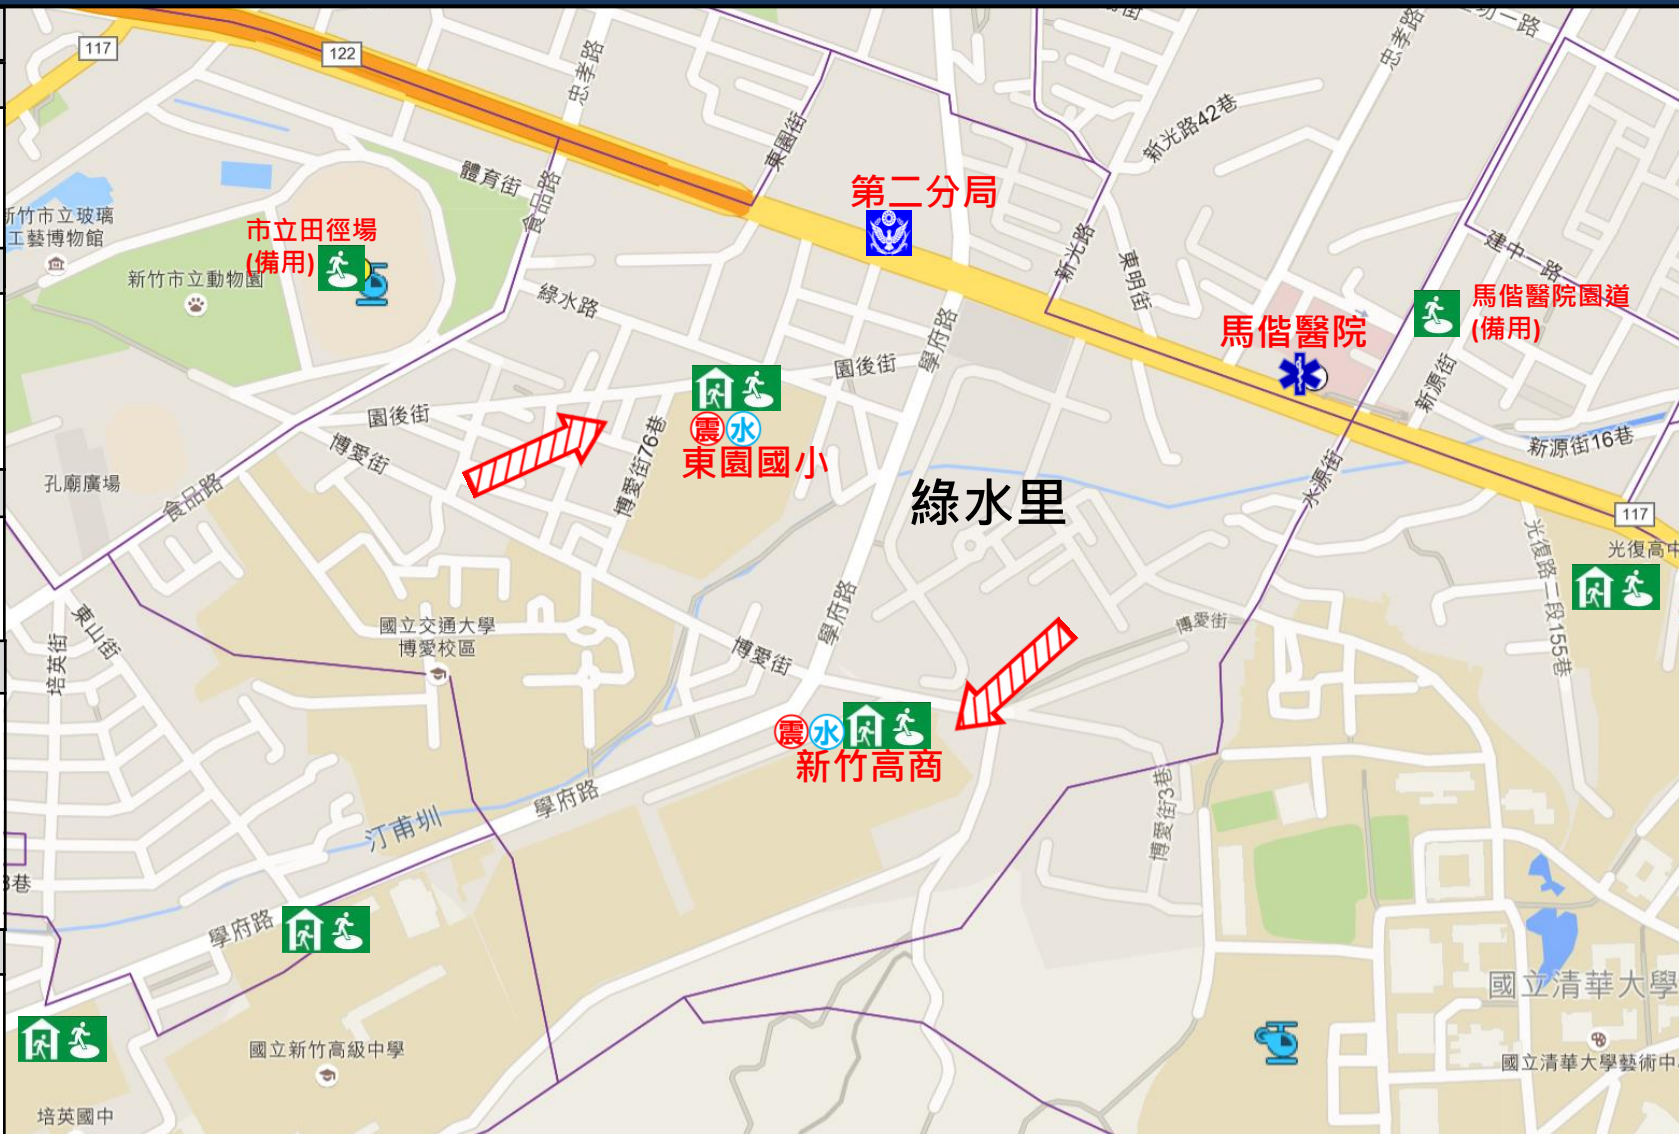 117
122
忠孝路
忠孝路
東園街
新光路42巷
體育街
食品路
第二分局
新竹市立玻璃
工藝博物館
市立田徑場
(備用)
新竹市立動物園
新光路
東明街
建中一路
綠水路
馬偕醫院園道
(備用)
馬偕醫院
學府路
園後街
新源街
園後街
博愛街
博愛街76巷
震
水
東園國小
新源街16巷
孔廟廣場
食品路
水源街
綠水里
117
光復高中
光復路二段155巷
學府路
東山街
培英街
國立交通大學
博愛校區
博愛街
博愛街
震
水
新竹高商
學府路
汀甫圳
博愛街3巷
學府路
國立清華大學
國立新竹高級中學
國立清華大學藝術中
培英國中